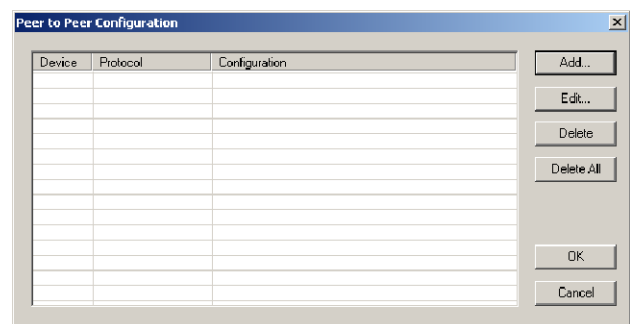 Peer to Peer Configuration
Device Protocol Configuration
Add...
Edit...
Delete
Delete All
OK
Cancel